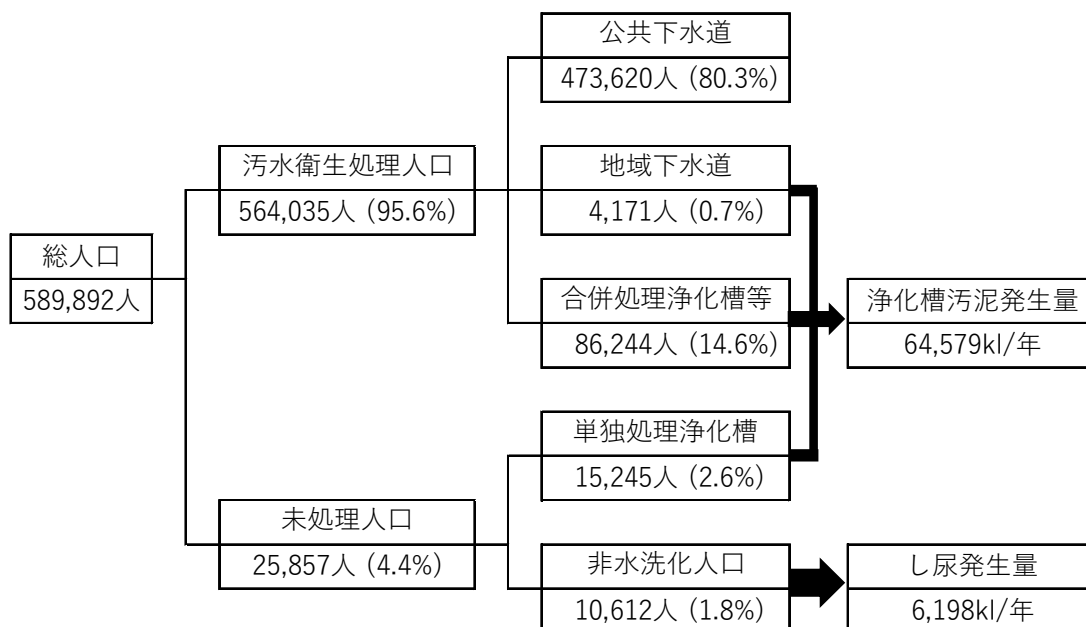 総人口
589,892人
汚水衛生処理人口
564,035人 (95.6%)
未処理人口
25,857人 (4.4%)
公共下水道
473,620人 (80.3%)
地域下水道
4,171人 (0.7%)
合併処理浄化槽等
86,244人 (14.6%)
単独処理浄化槽
15,245人 (2.6%)
非水洗化人口
10,612人 (1.8%)
浄化槽汚泥発生量
64,579kl/年
し尿発生量
6,198kl/年